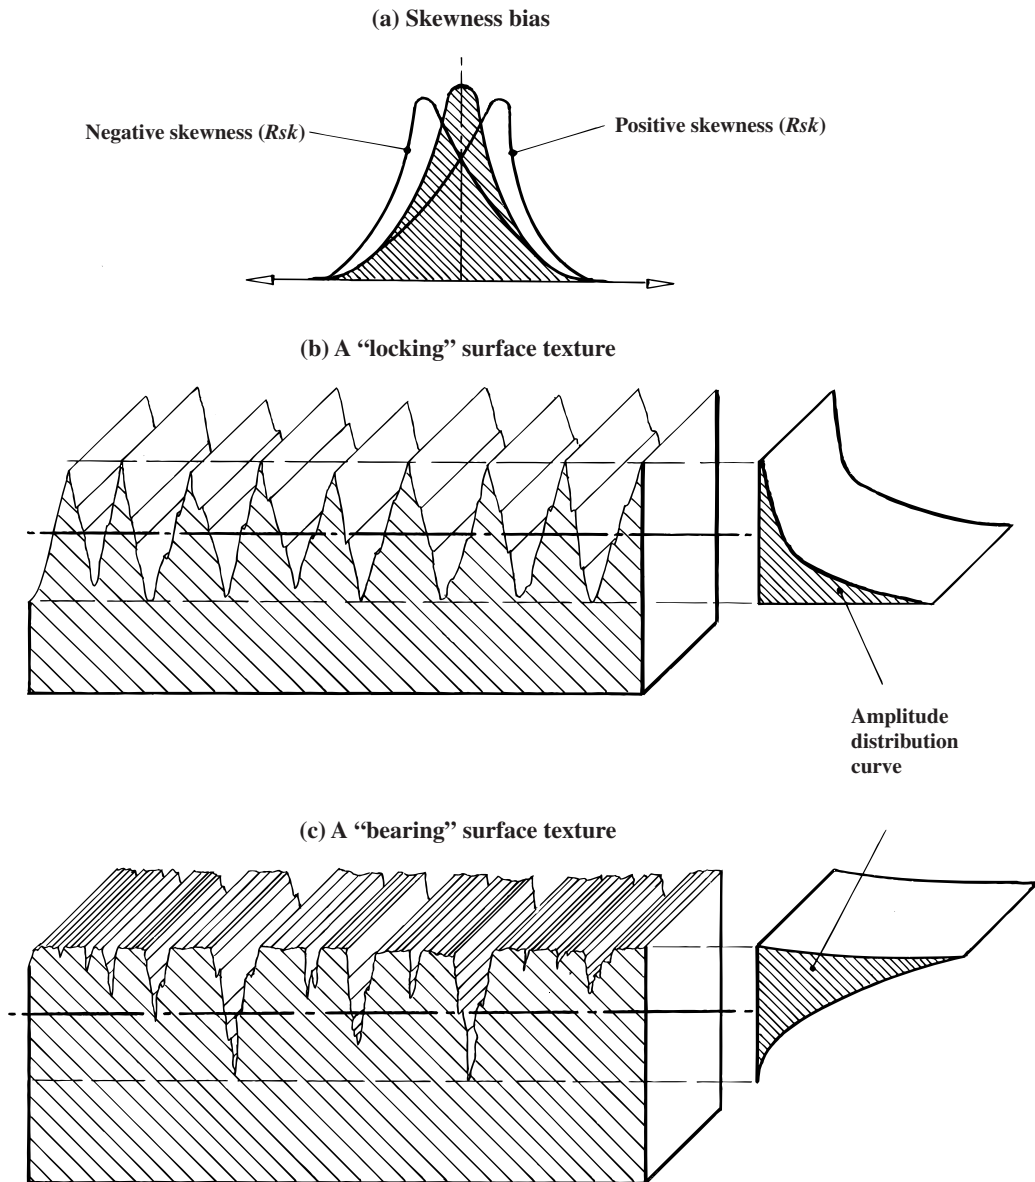 (a) Skewness bias
Negative skewness (Rsk)
Positive skewness (Rsk)
(b) A “locking” surface texture
Amplitude
distribution
curve
(c) A “bearing” surface texture